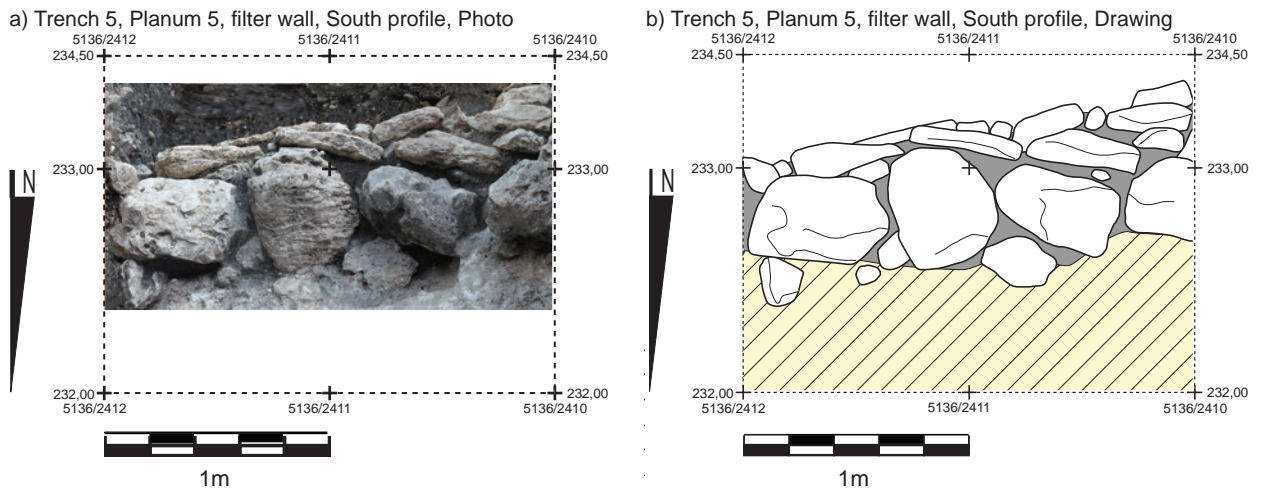 a) Trench 5, Planum 5, filter wall, South profile, Photo
5136/2412 5136/2411 5136/2410
234,50 234,50
N
233,00 233,00
232,00 232,00
5136/2412 5136/2411 5136/2410
1m
b) Trench 5, Planum 5, filter wall, South profile, Drawing
5136/2412 5136/2411 5136/2410
234,50 234,50
N
233,00 233,00
232,00 232,00
5136/2412 5136/2411 5136/2410
1m